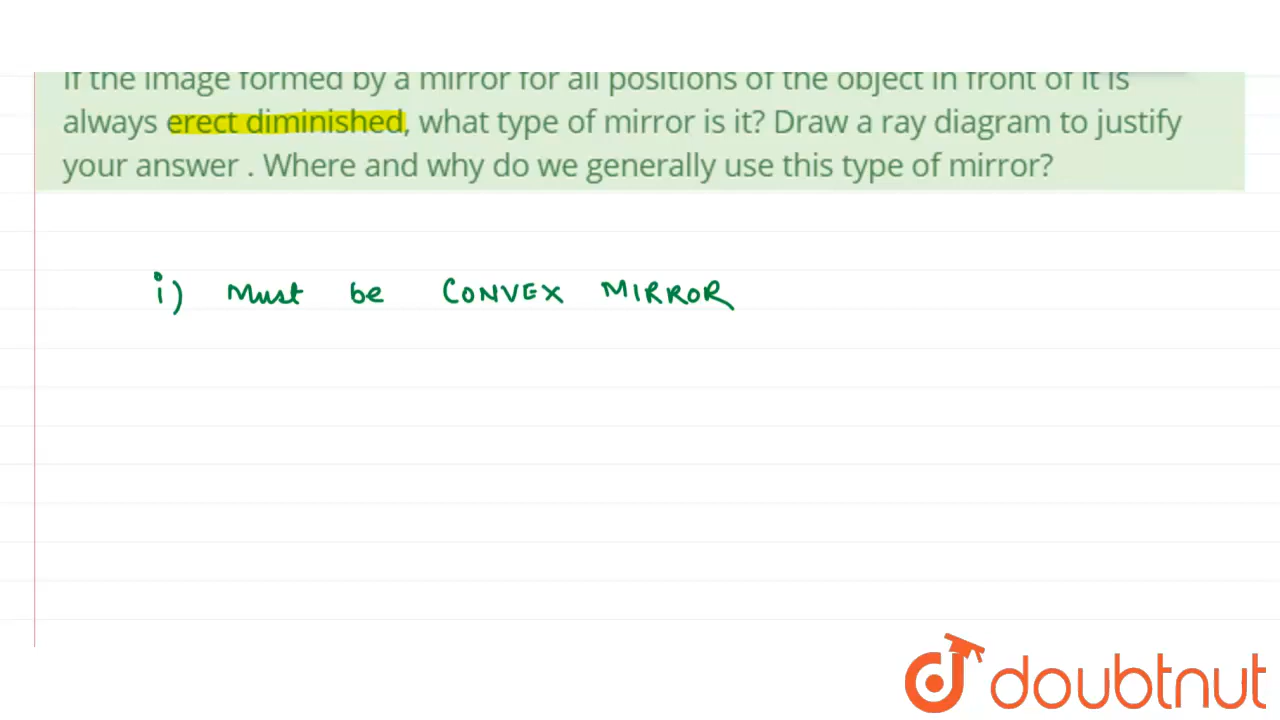 If the image formed by a mirror for all positions of the object in front of it is
always erect diminished, what type of mirror is it? Draw a ray diagram to justify
your answer . Where and why do we generally use this type of mirror?
i) Must be CONVEX MIRROR
doubtnut